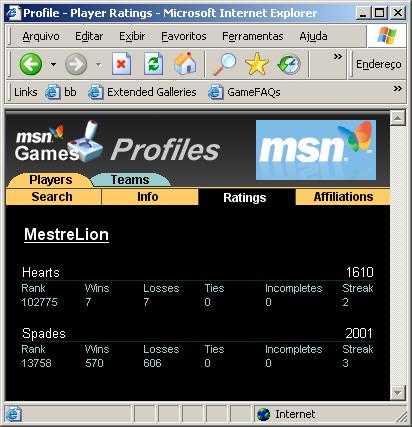 Profile - Player Ratings - Microsoft Internet Explorer
Arquivo Editar Exibir Favoritos Ferramentas Ajuda »
» Endereço
Links bb Extended Galleries GameFAQs
msn Games Profiles msn
Players Teams
Search Info Ratings Affiliations
MestreLion
Hearts 1610
Rank Wins Losses Ties Incompletes Streak
102775 7 7 0 0 2
Spades 2001
Rank Wins Losses Ties Incompletes Streak
13758 570 606 0 0 3
Internet